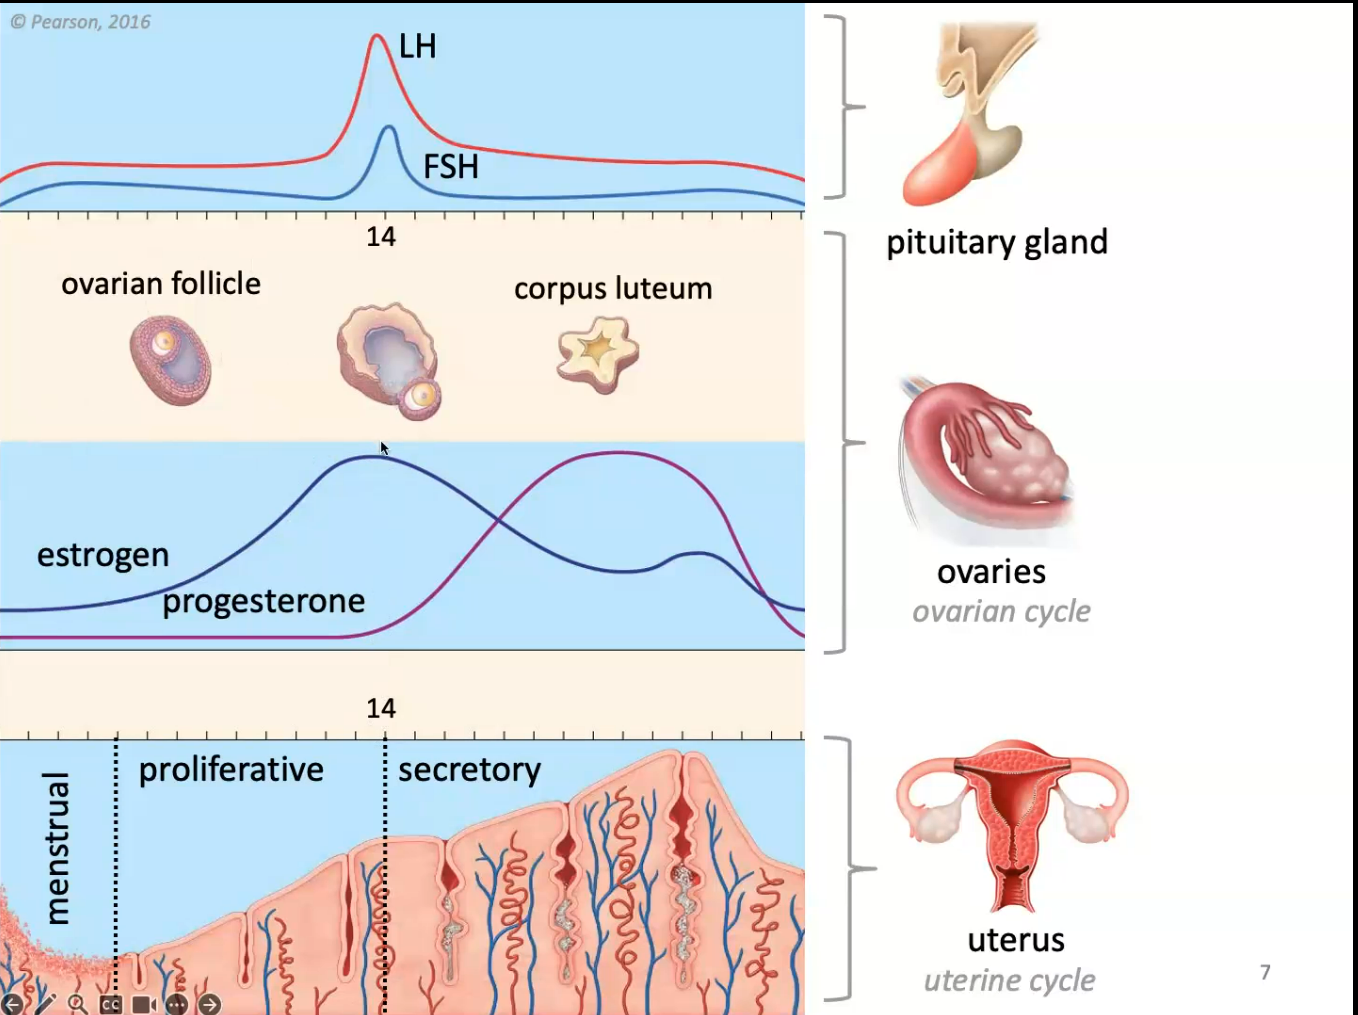 © Pearson, 2016
LH
FSH
14
pituitary gland
ovarian follicle
corpus luteum
estrogen
progesterone
ovaries
ovarian cycle
14
menstrual
proliferative
secretory
uterus
uterine cycle
7
CC